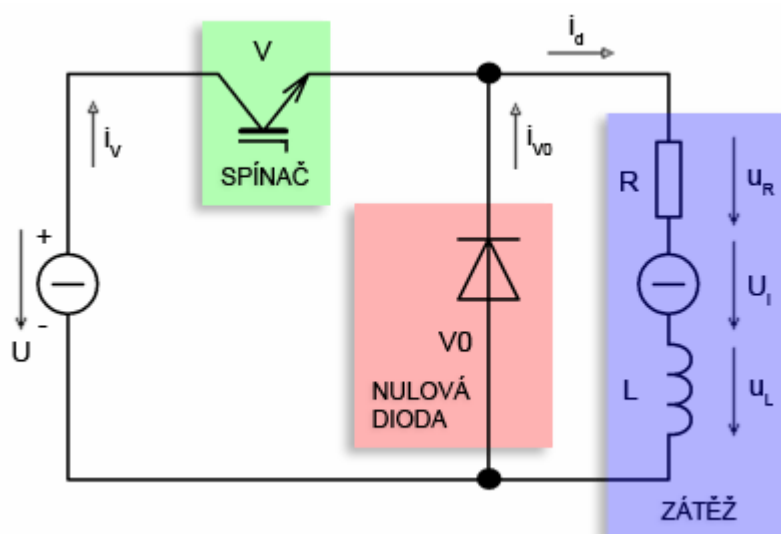 V
SPÍNAČ
i_V
i_d
i_V0
+
-
U
V0
NULOVÁ
DIODA
R
u_R
U_I
L
u_L
ZÁTĚŽ